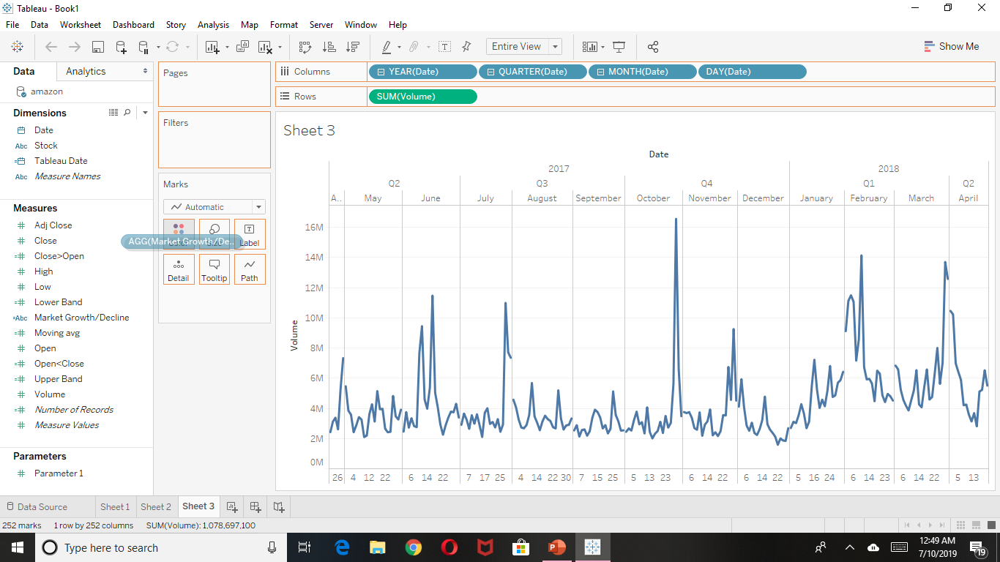 Tableau - Book1
File Data Worksheet Dashboard Story Analysis Map Format Server Window Help
Entire View
Show Me
Data Analytics
amazon
Dimensions
Date
Abc Stock
Tableau Date
Abc Measure Names
Measures
Adj Close
Close
Close>Open
High
Low
Lower Band
=Abc Market Growth/Decline
Moving avg
Open
Open<Close
Upper Band
Volume
Number of Records
Measure Values
Parameters
Parameter 1
Pages
Filters
Marks
Automatic
AGG(Market Growth/De..
Label
Detail Tooltip Path
Columns YEAR(Date) QUARTER(Date) MONTH(Date) DAY(Date)
Rows SUM(Volume)
Sheet 3
Date
2017 2018
Q2 Q3 Q4 Q1 Q2
A.. May June July August September October November December January February March April
Volume
16M
14M
12M
10M
8M
6M
4M
2M
0M
26 4 12 22 6 14 22 7 17 25 4 14 22 30 7 15 25 5 13 23 6 14 22 6 14 22 5 16 24 6 14 23 6 14 22 5 13
Data Source Sheet 1 Sheet 2 Sheet 3
252 marks 1 row by 252 columns SUM(Volume): 1,078,697,100
Type here to search
12:49 AM
7/10/2019
19